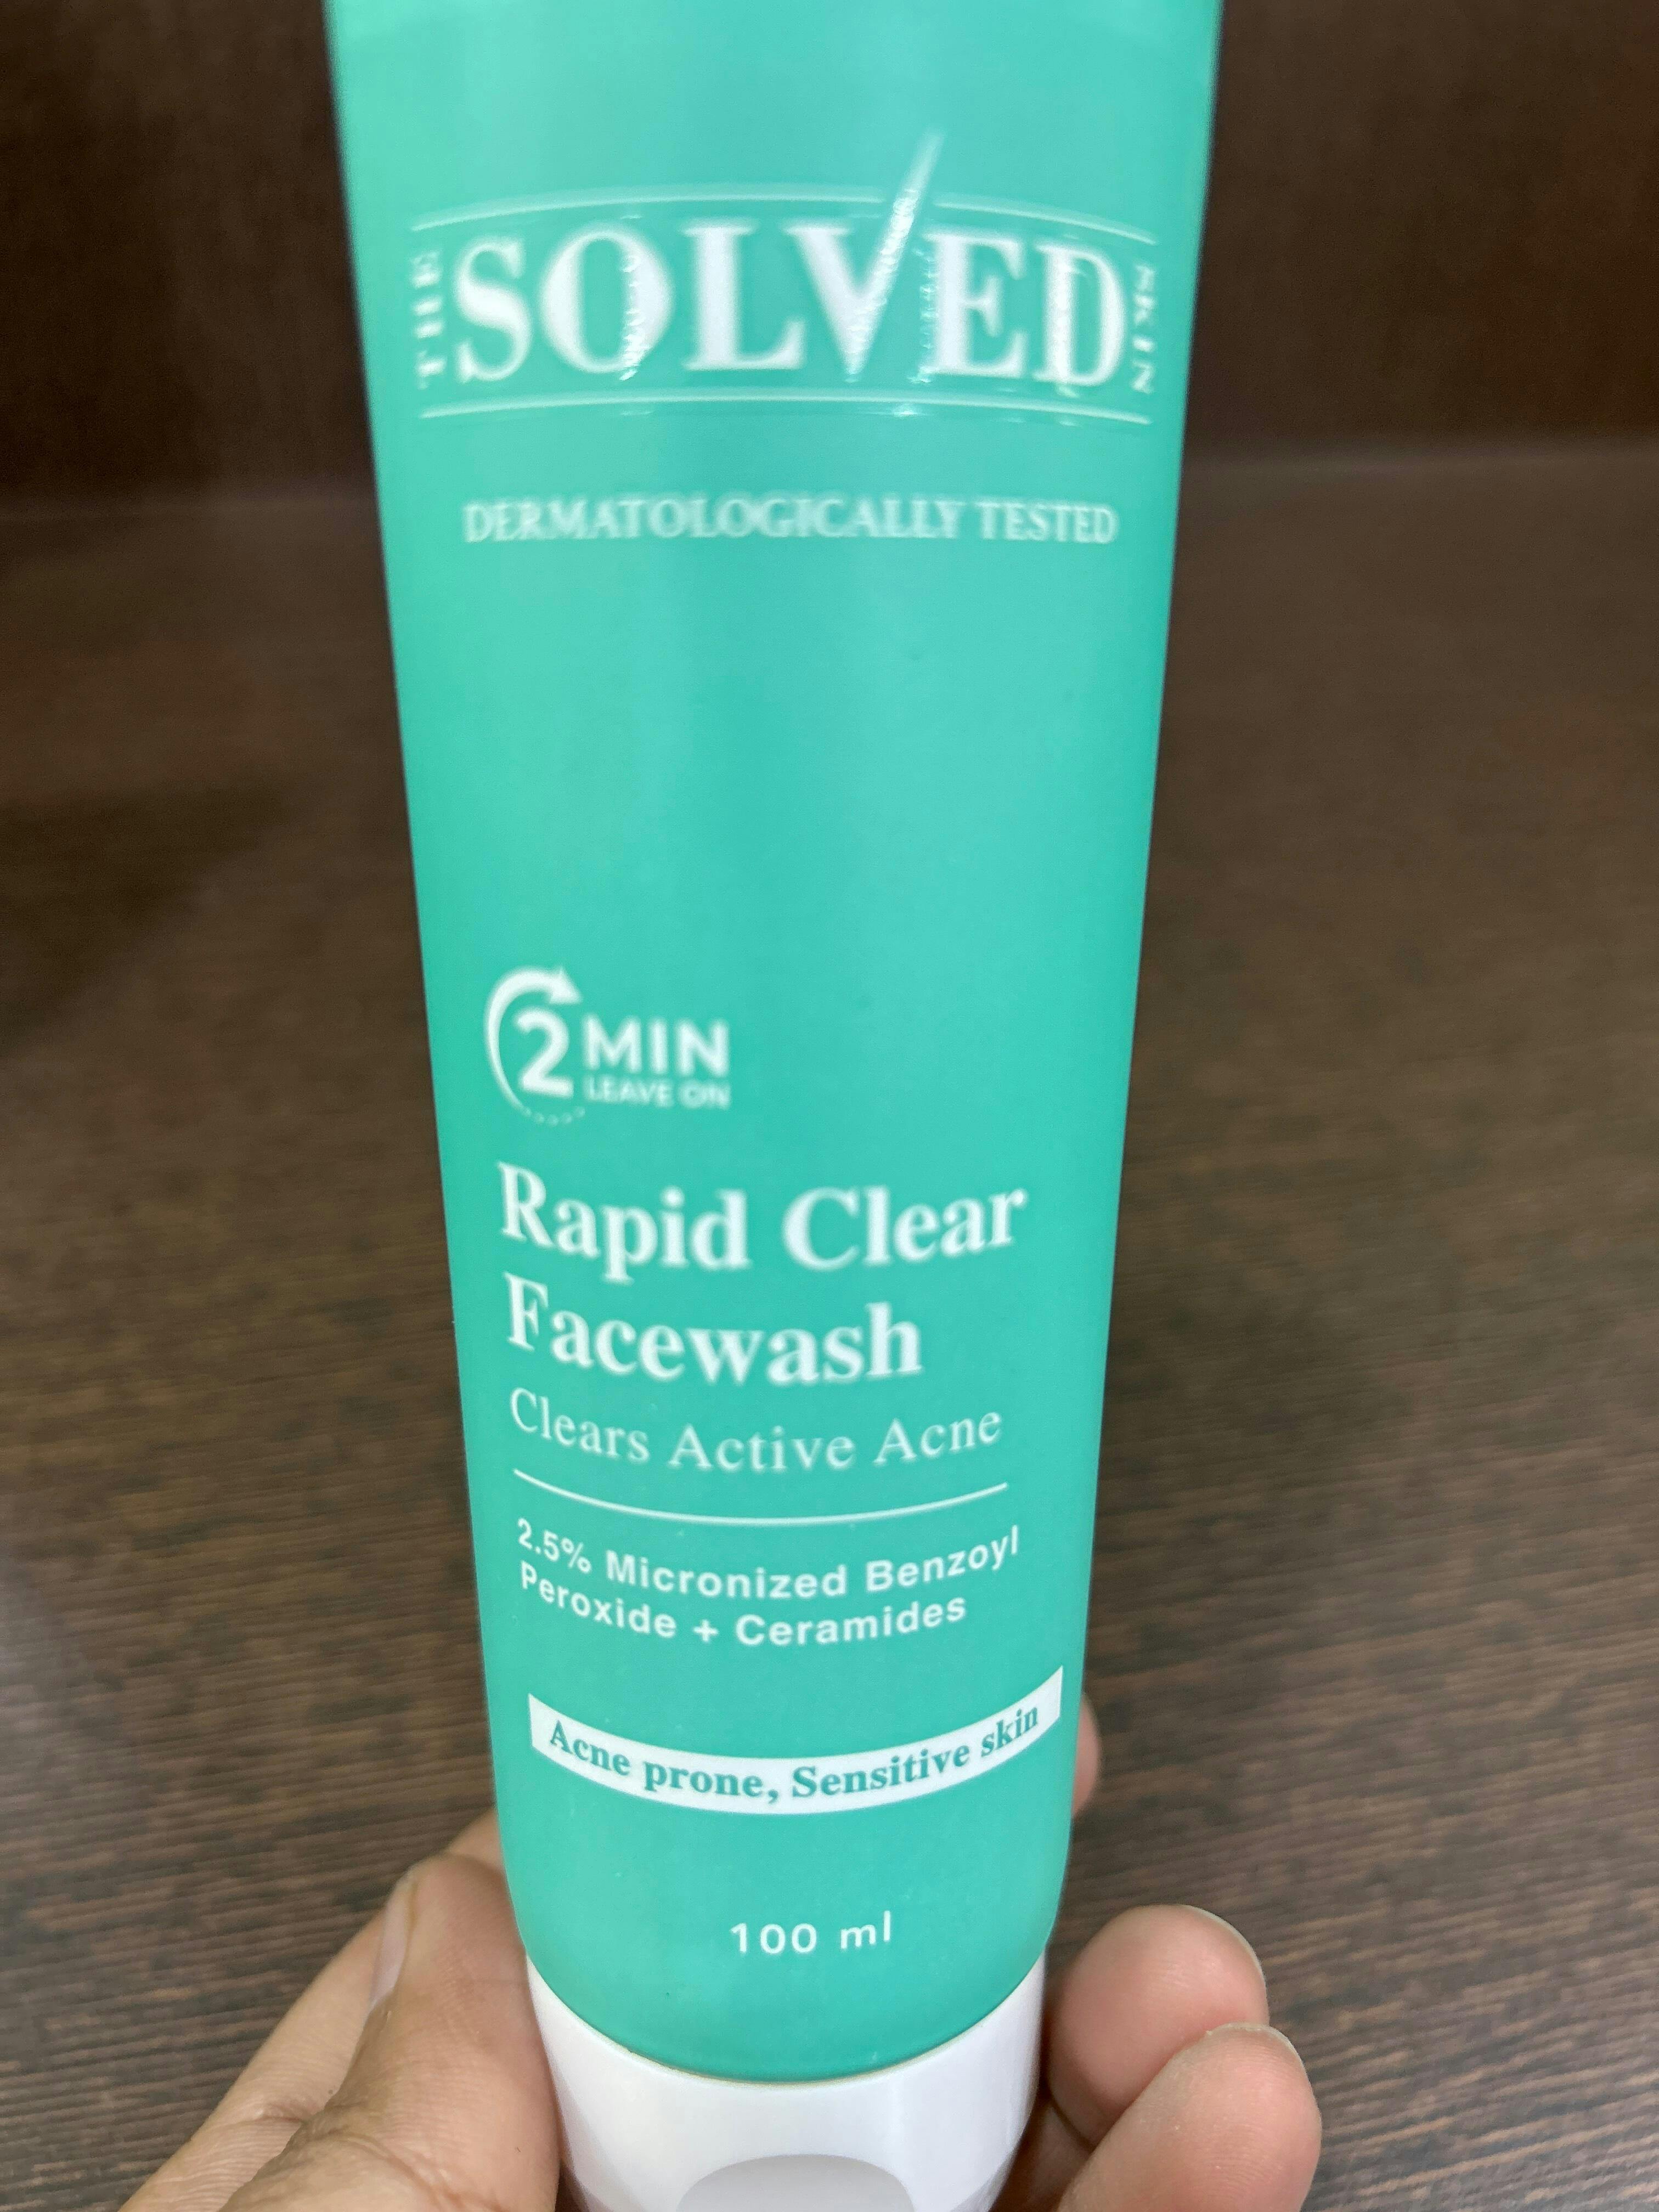 THE SOLVED SKIN
DERMATOLOGICALLY TESTED
2 MIN
LEAVE ON
Rapid Clear
Facewash
Clears Active Acne
2.5% Micronized Benzoyl
Peroxide + Ceramides
Acne prone, Sensitive skin
100 ml